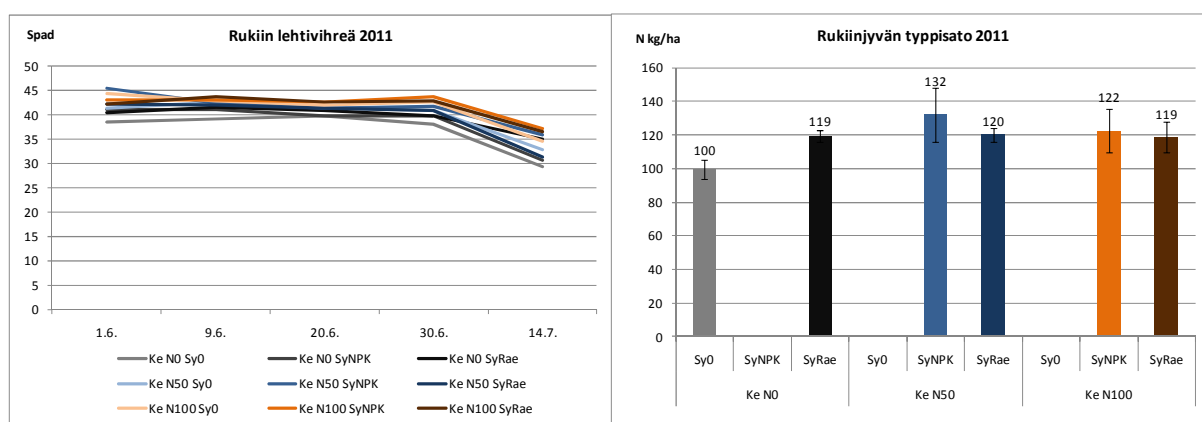 Spad
Rukiin lehtivihreä 2011
50
45
40
35
30
25
20
15
10
5
0
1.6. 9.6. 20.6. 30.6. 14.7.
Ke N0 Sy0 Ke N0 SyNPK Ke N0 SyRae
Ke N50 Sy0 Ke N50 SyNPK Ke N50 SyRae
Ke N100 Sy0 Ke N100 SyNPK Ke N100 SyRae
N kg/ha
Rukiinjyvän typpisato 2011
160
140
120
100
80
60
40
20
0
100 119 132 120 122 119
Sy0 SyNPK SyRae Sy0 SyNPK SyRae Sy0 SyNPK SyRae
Ke N0 Ke N50 Ke N100